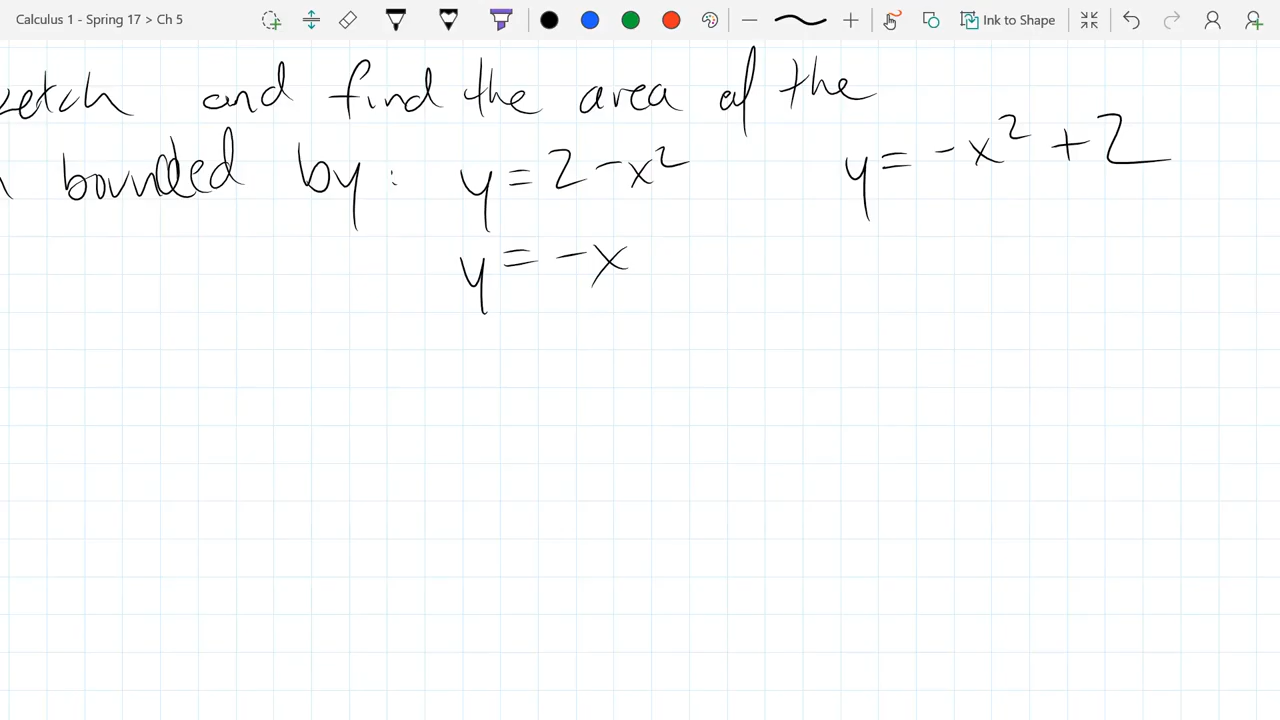 Calculus 1 - Spring 17 > Ch 5
Ink to Shape
and find the area of the
bounded by: y = 2 - x² y = -x² + 2
y = -x